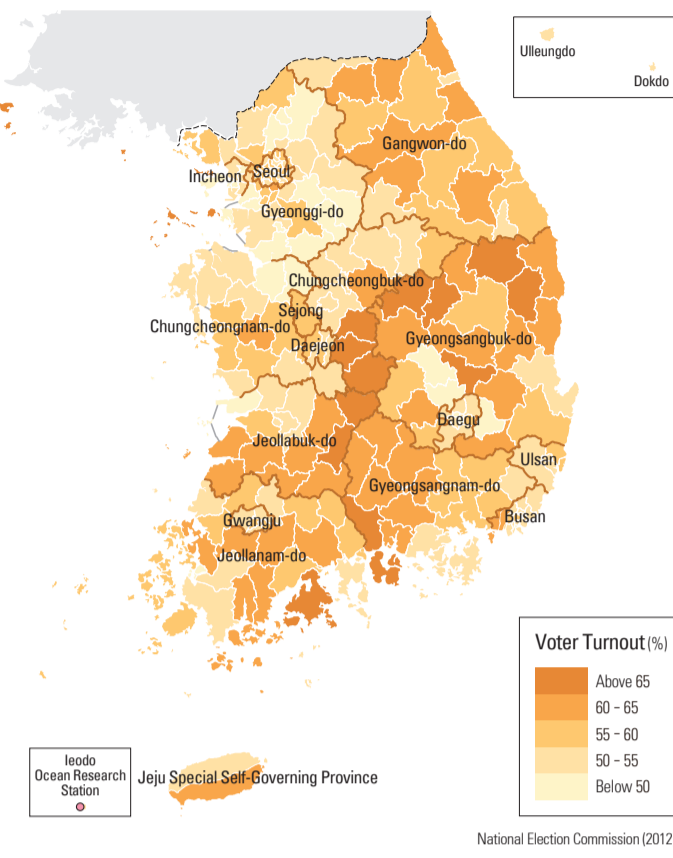 Ulleungdo
Dokdo
Gangwon-do
Incheon
Seoul
Gyeonggi-do
Chungcheongbuk-do
Sejong
Chungcheongnam-do
Daejeon
Gyeongsangbuk-do
Daegu
Jeollabuk-do
Ulsan
Gyeongsangnam-do
Busan
Gwangju
Jeollanam-do
Voter Turnout (%)
Above 65
60 – 65
55 – 60
50 – 55
Below 50
Ieodo
Ocean Research
Station
Jeju Special Self-Governing Province
National Election Commission (2012